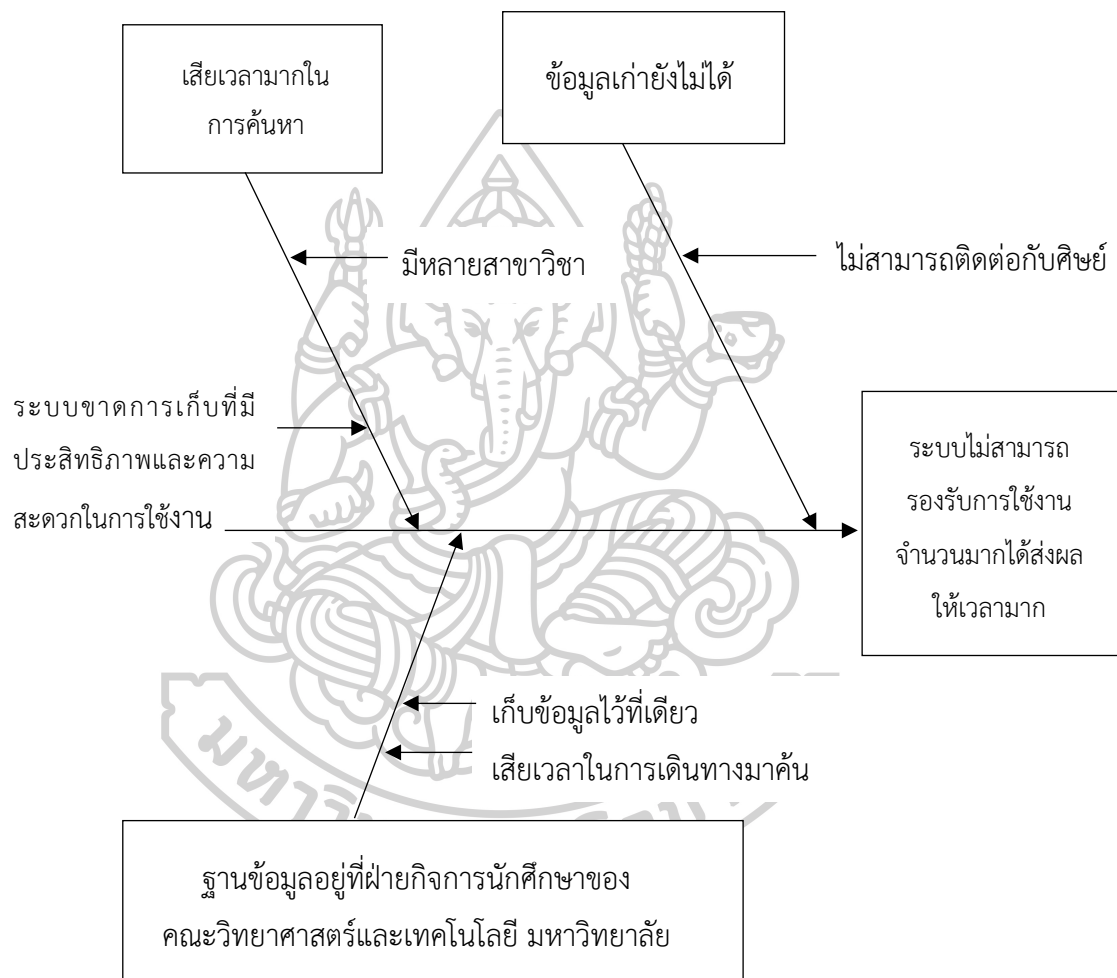 เสียเวลามากใน
การค้นหา
ข้อมูลเก่ายังไม่ได้
มีหลายสาขาวิชา
ไม่สามารถติดต่อกับศิษย์
ระบบขาดการเก็บที่มี
ประสิทธิภาพและความ
สะดวกในการใช้งาน
ระบบไม่สามารถ
รองรับการใช้งาน
จำนวนมากได้ส่งผล
ให้เวลามาก
เก็บข้อมูลไว้ที่เดียว
เสียเวลาในการเดินทางมาค้น
ฐานข้อมูลอยู่ที่ฝ่ายกิจการนักศึกษาของ
คณะวิทยาศาสตร์และเทคโนโลยี มหาวิทยาลัย